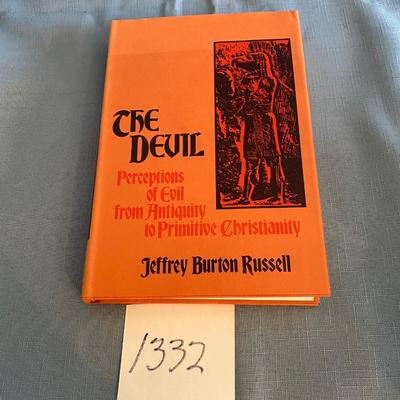 The
Devil
Perceptions
of Evil
from Antiquity
to Primitive Christianity
Jeffrey Burton Russell
1332